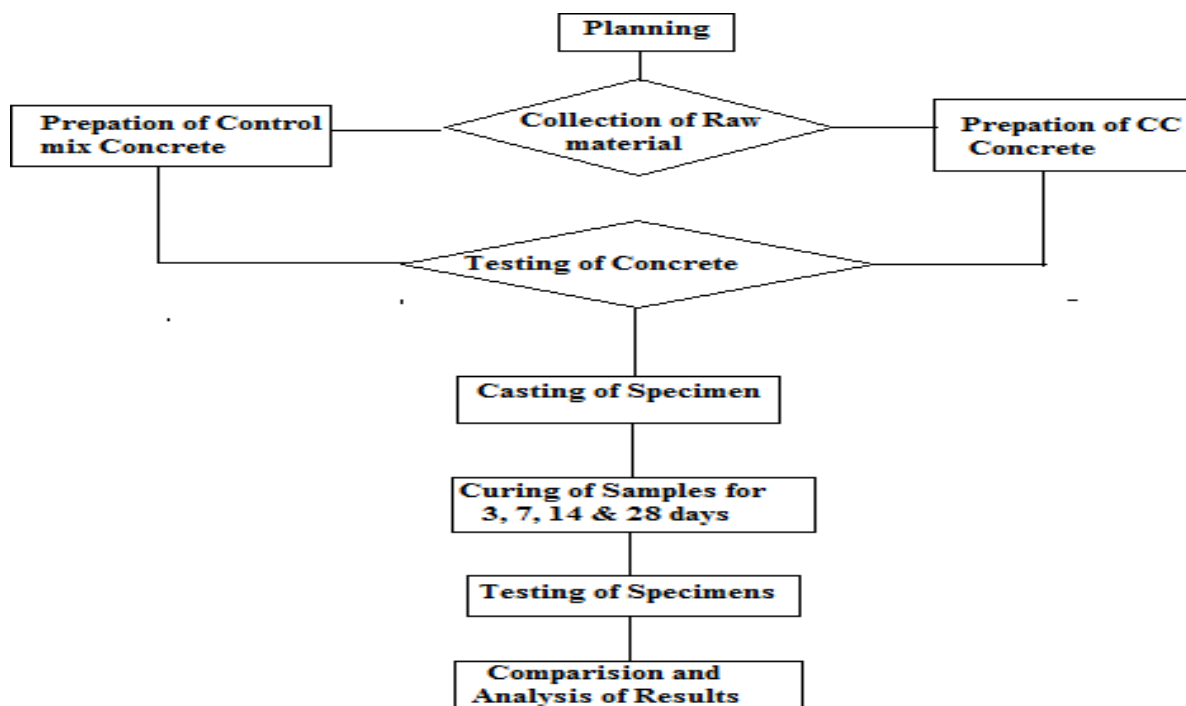 Planning
Prepation of Control
mix Concrete
Collection of Raw
material
Prepation of CC
Concrete
Testing of Concrete
Casting of Specimen
Curing of Samples for
3, 7, 14 & 28 days
Testing of Specimens
Comparision and
Analysis of Results